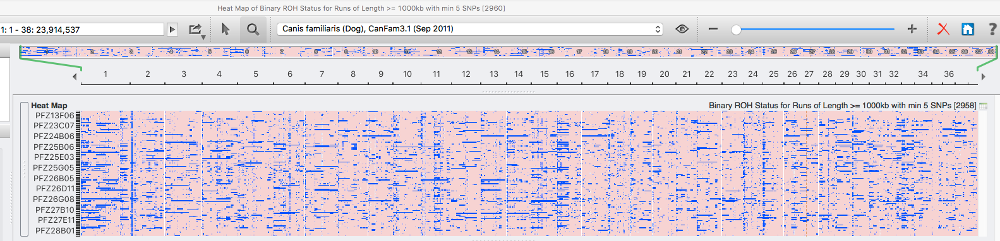 Heat Map of Binary ROH Status for Runs of Length >= 1000kb with min 5 SNPs [2960]
1: 1 - 38: 23,914,537
Canis familiaris (Dog), CanFam3.1 (Sep 2011)
?
1 2 3 4 5 6 7 8 9 10 11 12 13 14 15 16 17 18 19 20 21 22 23 24 25 26 27 28 29 30 31 32 34 36
Heat Map
Binary ROH Status for Runs of Length >= 1000kb with min 5 SNPs [2958]
PFZ13F06
PFZ23C07
PFZ24B06
PFZ25B06
PFZ25E03
PFZ25G05
PFZ26B05
PFZ26D11
PFZ26G08
PFZ27B10
PFZ27E11
PFZ28B01